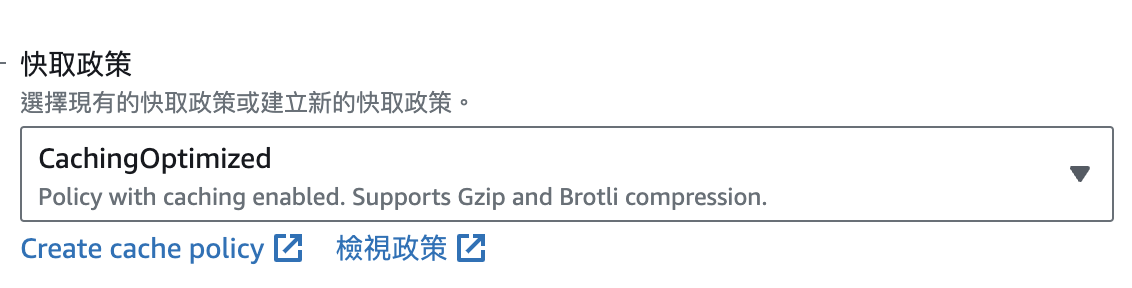 快取政策
選擇現有的快取政策或建立新的快取政策。
CachingOptimized
Policy with caching enabled. Supports Gzip and Brotli compression.
Create cache policy 檢視政策